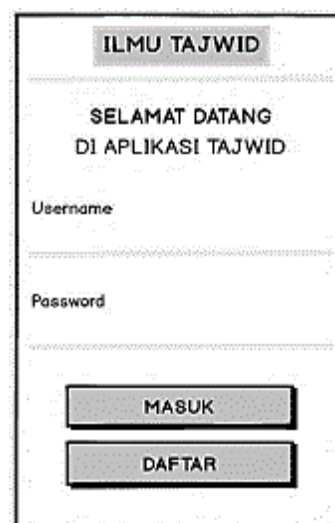 ILMU TAJWID
SELAMAT DATANG
DI APLIKASI TAJWID
Username
Password
MASUK
DAFTAR